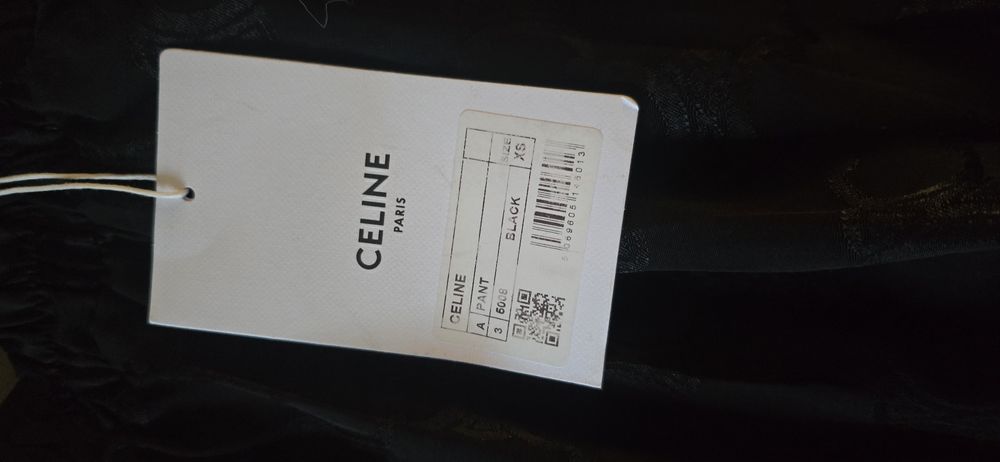 CELINE
PARIS
CELINE
A PANT
3 6008 BLACK
SIZE
XS